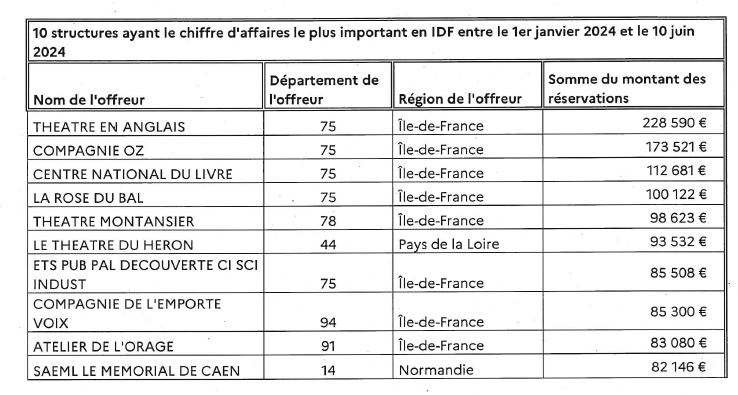 10 structures ayant le chiffre d'affaires le plus important en IDF entre le 1er janvier 2024 et le 10 juin
2024
Nom de l'offreur Département de l'offreur Région de l'offreur Somme du montant des réservations
THEATRE EN ANGLAIS 75 Île-de-France 228 590 €
COMPAGNIE OZ 75 Île-de-France 173 521 €
CENTRE NATIONAL DU LIVRE 75 Île-de-France 112 681 €
LA ROSE DU BAL 75 Île-de-France 100 122 €
THEATRE MONTANSIER 78 Île-de-France 98 623 €
LE THEATRE DU HERON 44 Pays de la Loire 93 532 €
ETS PUB PAL DECOUVERTE CI SCI
INDUST 75 Île-de-France 85 508 €
COMPAGNIE DE L'EMPORTE
VOIX 94 Île-de-France 85 300 €
ATELIER DE L'ORAGE 91 Île-de-France 83 080 €
SAEML LE MEMORIAL DE CAEN 14 Normandie 82 146 €